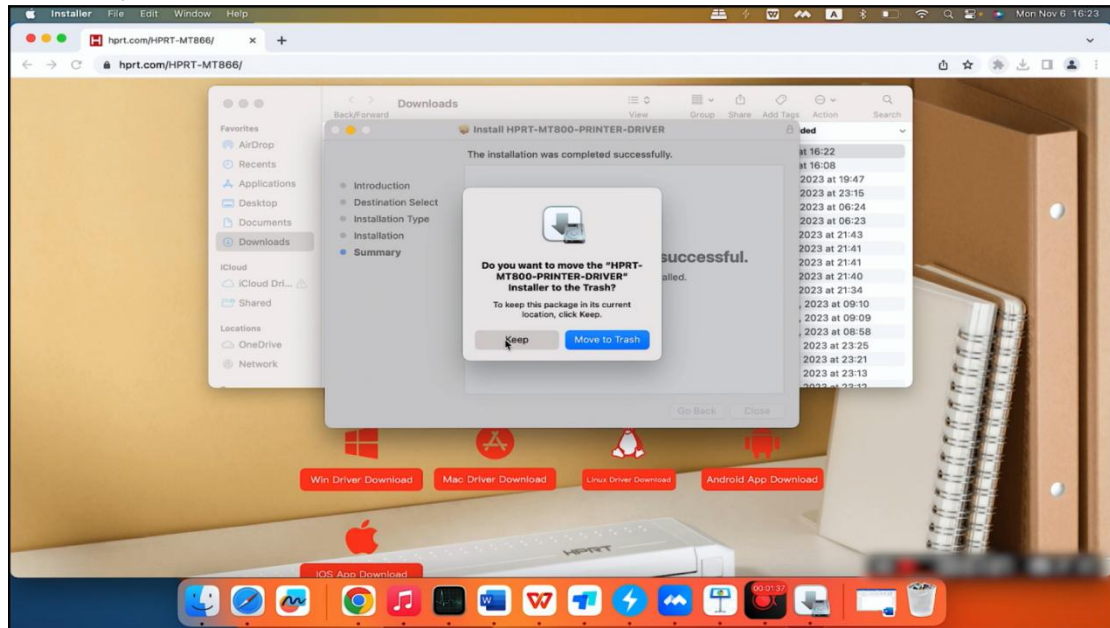 Installer File Edit Window Help
Mon Nov 6 16:23
hprt.com/HPRT-MT866/
hprt.com/HPRT-MT866/
Downloads
Back/Forward
View
Group
Share
Add Tags
Action
Search
Favorites
AirDrop
Recents
Applications
Desktop
Documents
Downloads
iCloud
iCloud Dri...
Shared
Locations
OneDrive
Network
Install HPRT-MT800-PRINTER-DRIVER
The installation was completed successfully.
Introduction
Destination Select
Installation Type
Installation
Summary
successful.
Do you want to move the "HPRT-
MT800-PRINTER-DRIVER"
Installer to the Trash?
To keep this package in its current
location, click Keep.
Keep
Move to Trash
Go Back
Close
at 16:22
at 16:08
2023 at 19:47
2023 at 23:15
2023 at 06:24
2023 at 06:23
2023 at 21:43
2023 at 21:41
2023 at 21:41
2023 at 21:40
2023 at 21:34
, 2023 at 09:10
, 2023 at 09:09
, 2023 at 08:58
2023 at 23:25
2023 at 23:21
2023 at 23:13
2023 at 23:12
Win Driver Download
Mac Driver Download
Linux Driver Download
Android App Download
IOS App Download
HPRT
00:01:37